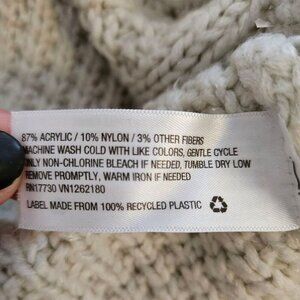 87% ACRYLIC / 10% NYLON / 3% OTHER FIBERS
MACHINE WASH COLD WITH LIKE COLORS, GENTLE CYCLE
ONLY NON-CHLORINE BLEACH IF NEEDED, TUMBLE DRY LOW
REMOVE PROMPTLY, WARM IRON IF NEEDED
RN17730 VN1262180
LABEL MADE FROM 100% RECYCLED PLASTIC